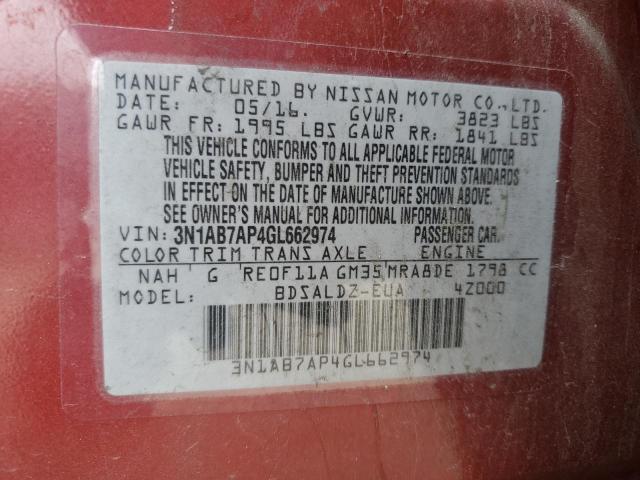 MANUFACTURED BY NISSAN MOTOR CO.,LTD.
DATE: 05/16. GVWR: 3823 LBS
GAWR FR: 1995 LBS GAWR RR: 1841 LBS
THIS VEHICLE CONFORMS TO ALL APPLICABLE FEDERAL MOTOR
VEHICLE SAFETY, BUMPER AND THEFT PREVENTION STANDARDS
IN EFFECT ON THE DATE OF MANUFACTURE SHOWN ABOVE.
SEE OWNER'S MANUAL FOR ADDITIONAL INFORMATION.
VIN: 3N1AB7AP4GL662974 PASSENGER CAR.
COLOR TRIM TRANS AXLE ENGINE
NAH G RE0F11A GM35 MRA8DE 1798 CC
MODEL: BDSALDZ-EUA 4Z000
3N1AB7AP4GL662974